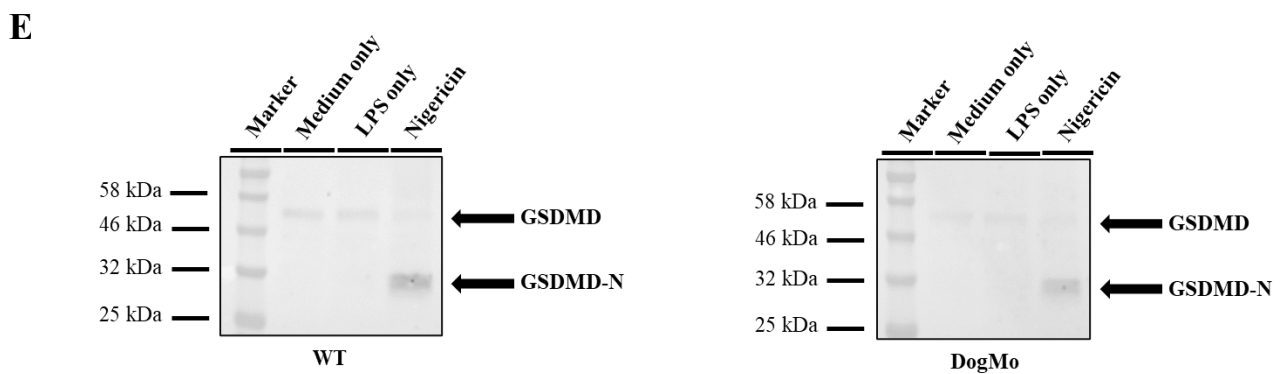 E
Marker
Medium only
LPS only
Nigericin
58 kDa
46 kDa
32 kDa
25 kDa
GSDMD
GSDMD-N
WT
Marker
Medium only
LPS only
Nigericin
58 kDa
46 kDa
32 kDa
25 kDa
GSDMD
GSDMD-N
DogMo